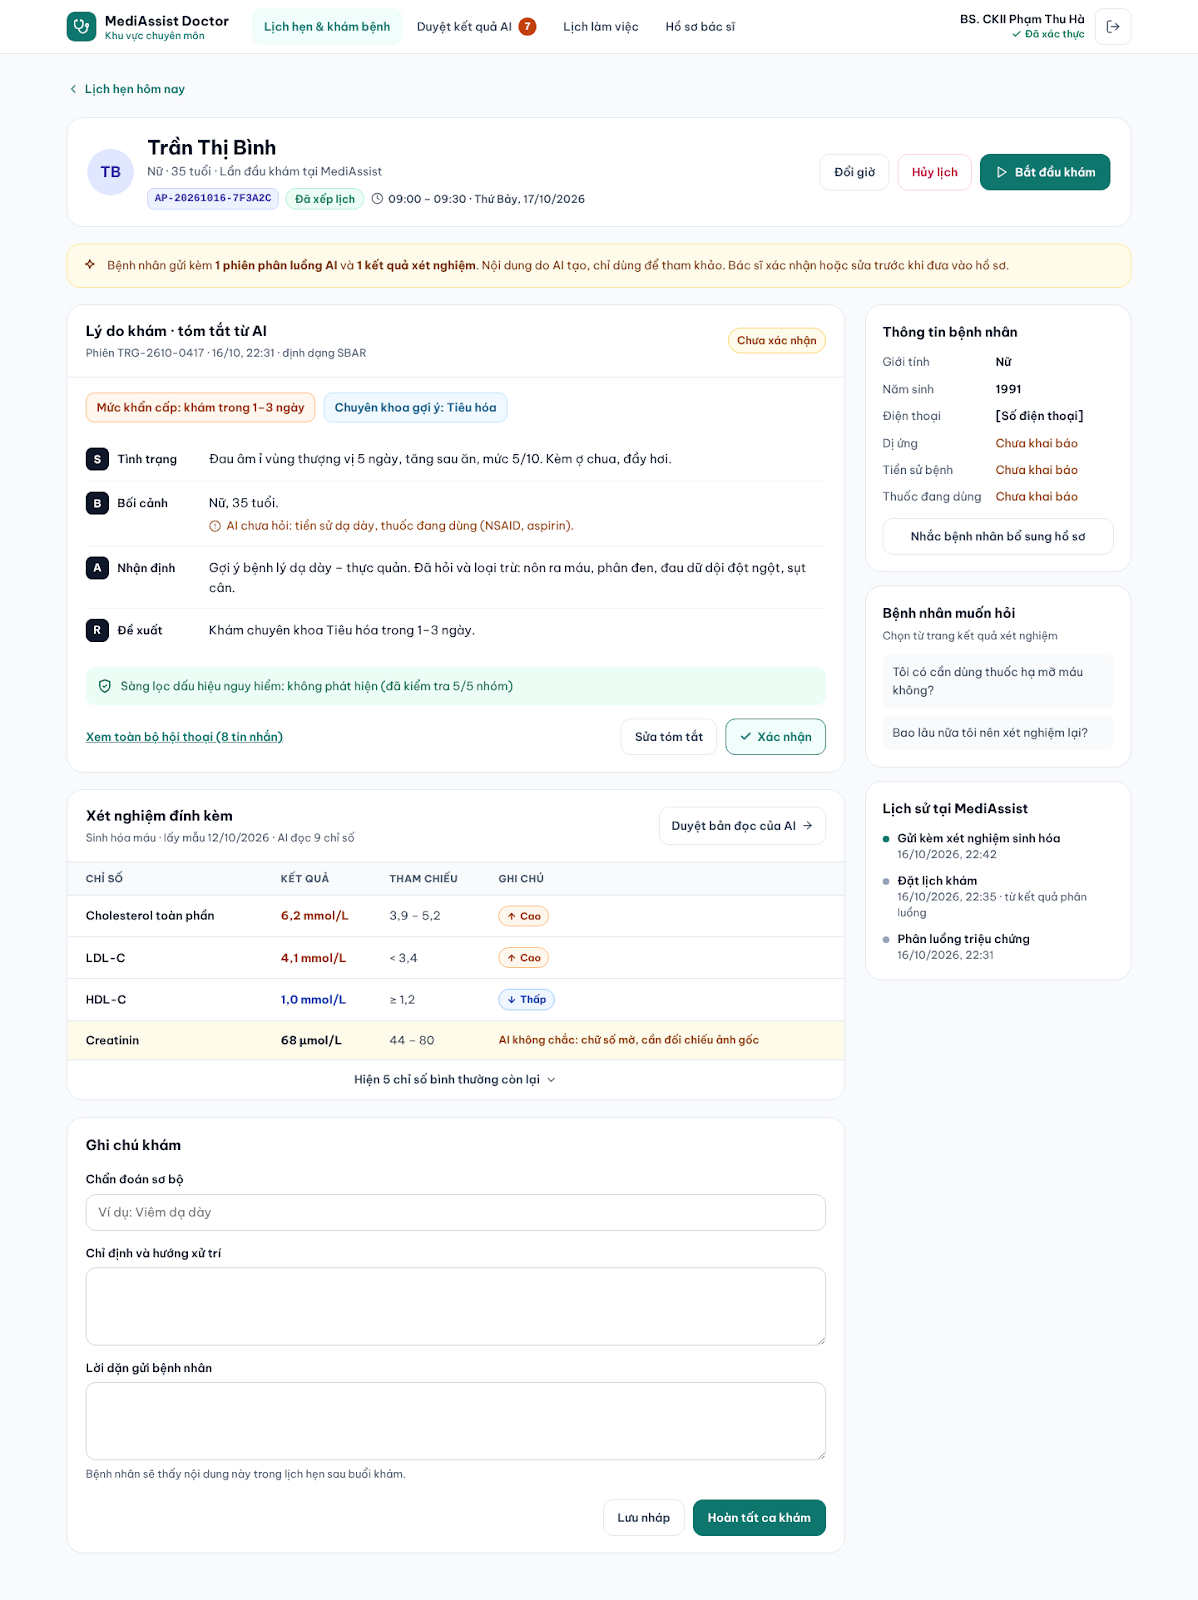 MediAssist Doctor
Khu vực chuyên môn
Lịch hẹn & khám bệnh
Duyệt kết quả AI 7
Lịch làm việc
Hồ sơ bác sĩ
BS. CKII Phạm Thu Hà
Đã xác thực
Lịch hẹn hôm nay
TB
Trần Thị Bình
Nữ · 35 tuổi · Lần đầu khám tại MediAssist
AP-20261016-7F3A2C
Đã xếp lịch
09:00 – 09:30 · Thứ Bảy, 17/10/2026
Đổi giờ
Hủy lịch
Bắt đầu khám
Bệnh nhân gửi kèm 1 phiên phân luồng AI và 1 kết quả xét nghiệm. Nội dung do AI tạo, chỉ dùng để tham khảo. Bác sĩ xác nhận hoặc sửa trước khi đưa vào hồ sơ.
Lý do khám · tóm tắt từ AI
Phiên TRG-2610-0417 · 16/10, 22:31 · định dạng SBAR
Chưa xác nhận
Mức khẩn cấp: khám trong 1–3 ngày
Chuyên khoa gợi ý: Tiêu hóa
S Tình trạng Đau âm ỉ vùng thượng vị 5 ngày, tăng sau ăn, mức 5/10. Kèm ợ chua, đầy hơi.
B Bối cảnh Nữ, 35 tuổi.
AI chưa hỏi: tiền sử dạ dày, thuốc đang dùng (NSAID, aspirin).
A Nhận định Gợi ý bệnh lý dạ dày – thực quản. Đã hỏi và loại trừ: nôn ra máu, phân đen, đau dữ dội đột ngột, sụt
cân.
R Đề xuất Khám chuyên khoa Tiêu hóa trong 1–3 ngày.
Sàng lọc dấu hiệu nguy hiểm: không phát hiện (đã kiểm tra 5/5 nhóm)
Xem toàn bộ hội thoại (8 tin nhắn)
Sửa tóm tắt
Xác nhận
Xét nghiệm đính kèm
Sinh hóa máu · lấy mẫu 12/10/2026 · AI đọc 9 chỉ số
Duyệt bản đọc của AI →
CHỈ SỐ KẾT QUẢ THAM CHIẾU GHI CHÚ
Cholesterol toàn phần 6,2 mmol/L 3,9 – 5,2 ↑ Cao
LDL-C 4,1 mmol/L < 3,4 ↑ Cao
HDL-C 1,0 mmol/L ≥ 1,2 ↓ Thấp
Creatinin 68 µmol/L 44 – 80 AI không chắc: chữ số mờ, cần đối chiếu ảnh gốc
Hiện 5 chỉ số bình thường còn lại
Ghi chú khám
Chẩn đoán sơ bộ
Ví dụ: Viêm dạ dày
Chỉ định và hướng xử trí
Lời dặn gửi bệnh nhân
Bệnh nhân sẽ thấy nội dung này trong lịch hẹn sau buổi khám.
Lưu nháp
Hoàn tất ca khám
Thông tin bệnh nhân
Giới tính Nữ
Năm sinh 1991
Điện thoại [Số điện thoại]
Dị ứng Chưa khai báo
Tiền sử bệnh Chưa khai báo
Thuốc đang dùng Chưa khai báo
Nhắc bệnh nhân bổ sung hồ sơ
Bệnh nhân muốn hỏi
Chọn từ trang kết quả xét nghiệm
Tôi có cần dùng thuốc hạ mỡ máu
không?
Bao lâu nữa tôi nên xét nghiệm lại?
Lịch sử tại MediAssist
Gửi kèm xét nghiệm sinh hóa
16/10/2026, 22:42
Đặt lịch khám
16/10/2026, 22:35 · từ kết quả phân
luồng
Phân luồng triệu chứng
16/10/2026, 22:31